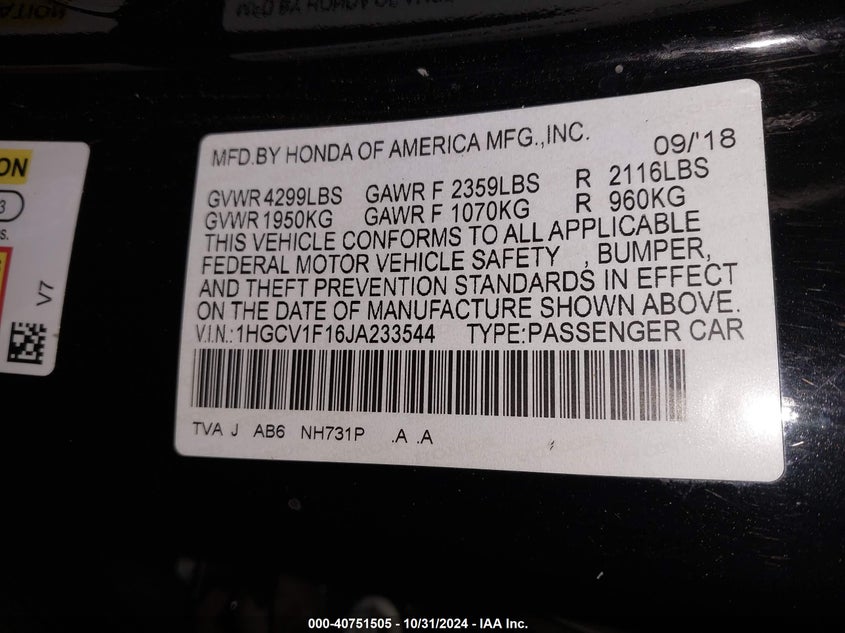 MFD.BY HONDA OF AMERICA MFG.,INC. 09/'18
GVWR 4299LBS GAWR F 2359LBS R 2116LBS
GVWR 1950KG GAWR F 1070KG R 960KG
THIS VEHICLE CONFORMS TO ALL APPLICABLE
FEDERAL MOTOR VEHICLE SAFETY , BUMPER,
AND THEFT PREVENTION STANDARDS IN EFFECT
ON THE DATE OF MANUFACTURE SHOWN ABOVE.
V.I.N.:1HGCV1F16JA233544 TYPE:PASSENGER CAR
TVA J AB6 NH731P .A .A
ON
3
S.
V7
000-40751505 - 10/31/2024 - IAA Inc.